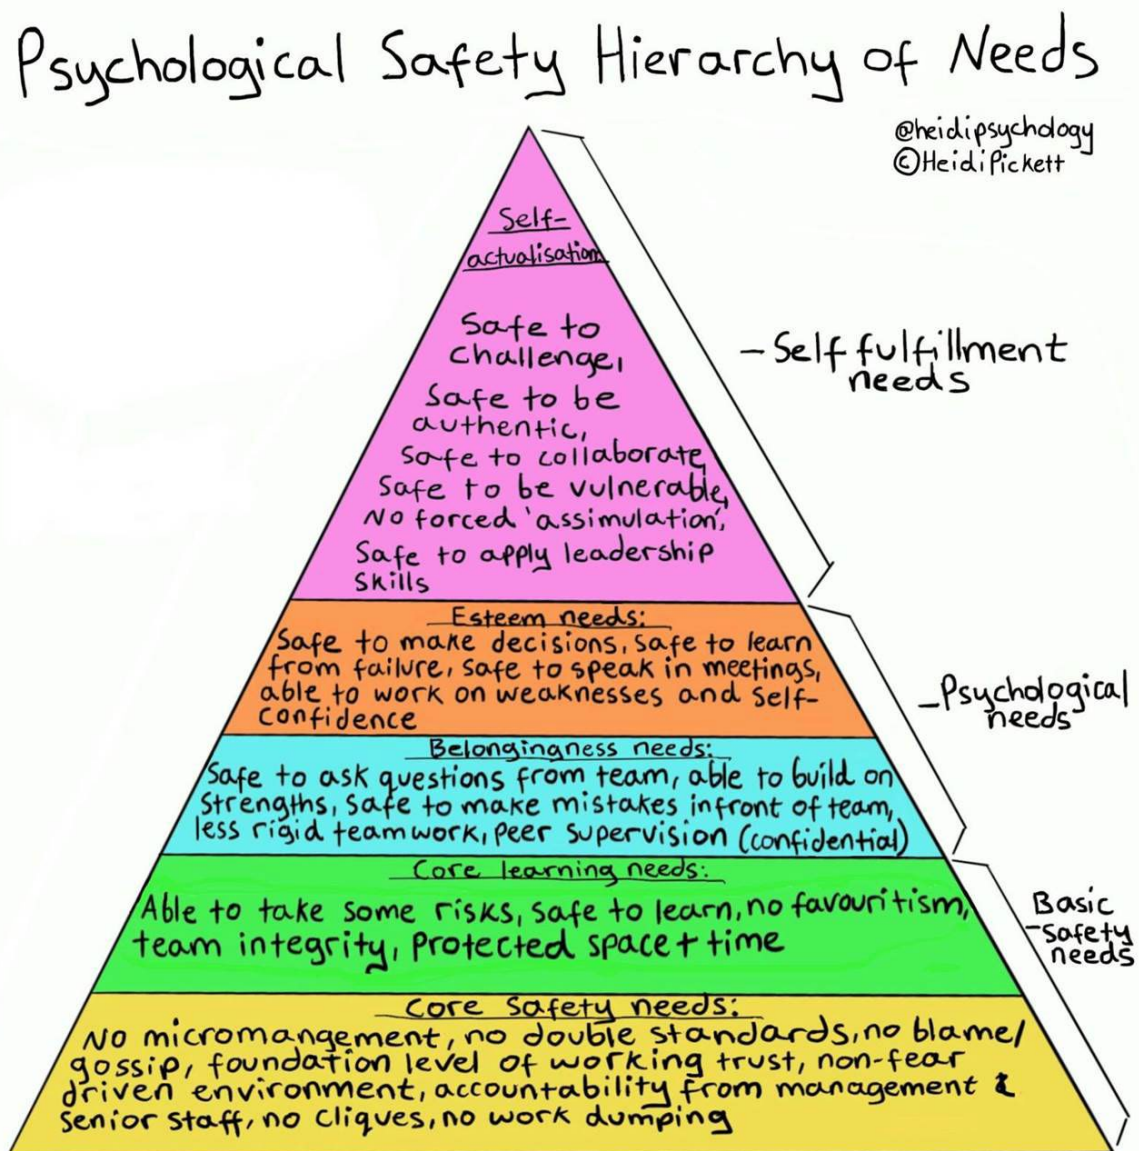 Psychological Safety Hierarchy of Needs
@heidipsychology
©HeidiPickett
Self-
actualisation
Safe to
challenge,
Safe to be
authentic,
Safe to collaborate,
Safe to be vulnerable,
No forced 'assimulation',
Safe to apply leadership
skills
- Self fulfillment
needs
Esteem needs:
Safe to make decisions, safe to learn
from failure, safe to speak in meetings,
able to work on weaknesses and self-
confidence
- Psychological
needs
Belongingness needs:
Safe to ask questions from team, able to build on
strengths, safe to make mistakes infront of team,
less rigid teamwork, peer supervision (confidential)
Core learning needs:
Able to take some risks, safe to learn, no favouritism,
team integrity, protected space + time
Basic
- safety
needs
Core safety needs:
No micromangement, no double standards, no blame/
gossip, foundation level of working trust, non-fear
driven environment, accountability from management &
senior staff, no cliques, no work dumping